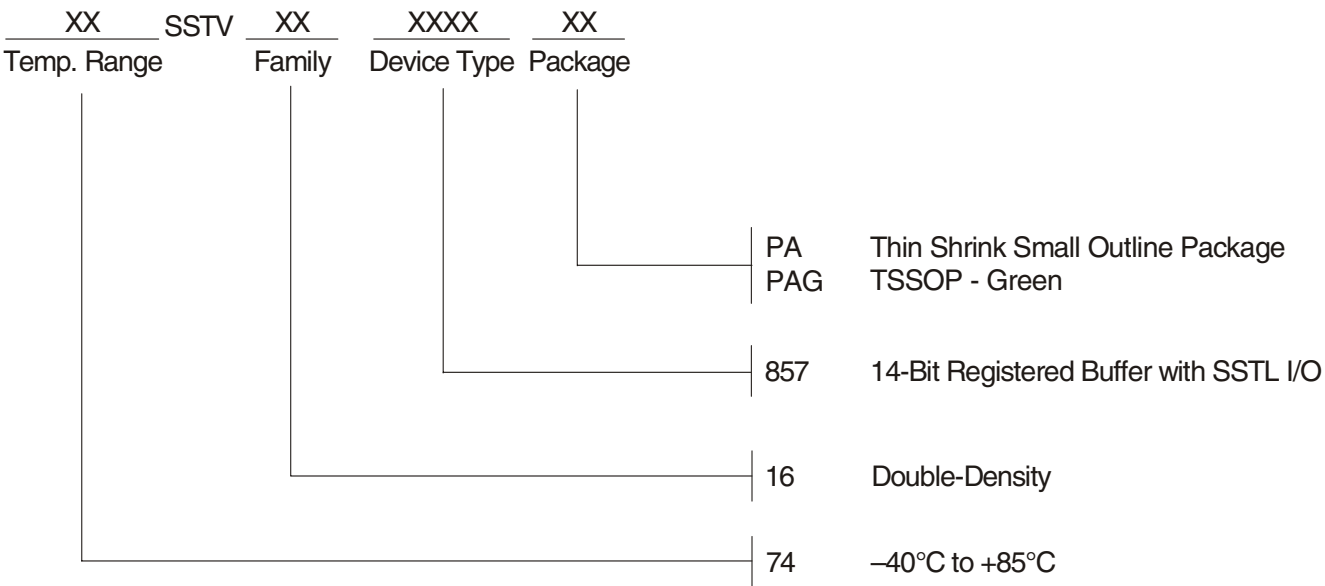 XX SSTV XX XXXX XX
Temp. Range Family Device Type Package
PA Thin Shrink Small Outline Package
PAG TSSOP - Green
857 14-Bit Registered Buffer with SSTL I/O
16 Double-Density
74 –40°C to +85°C